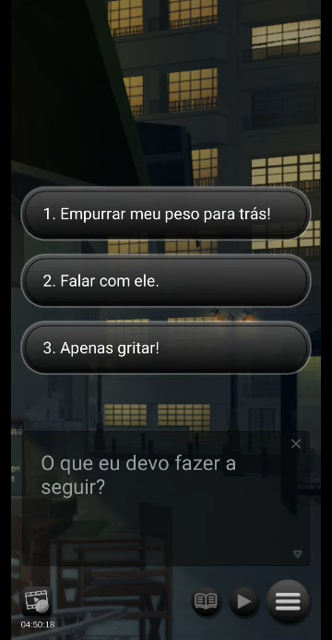 1. Empurrar meu peso para trás!
2. Falar com ele.
3. Apenas gritar!
O que eu devo fazer a
seguir?
04:50:18